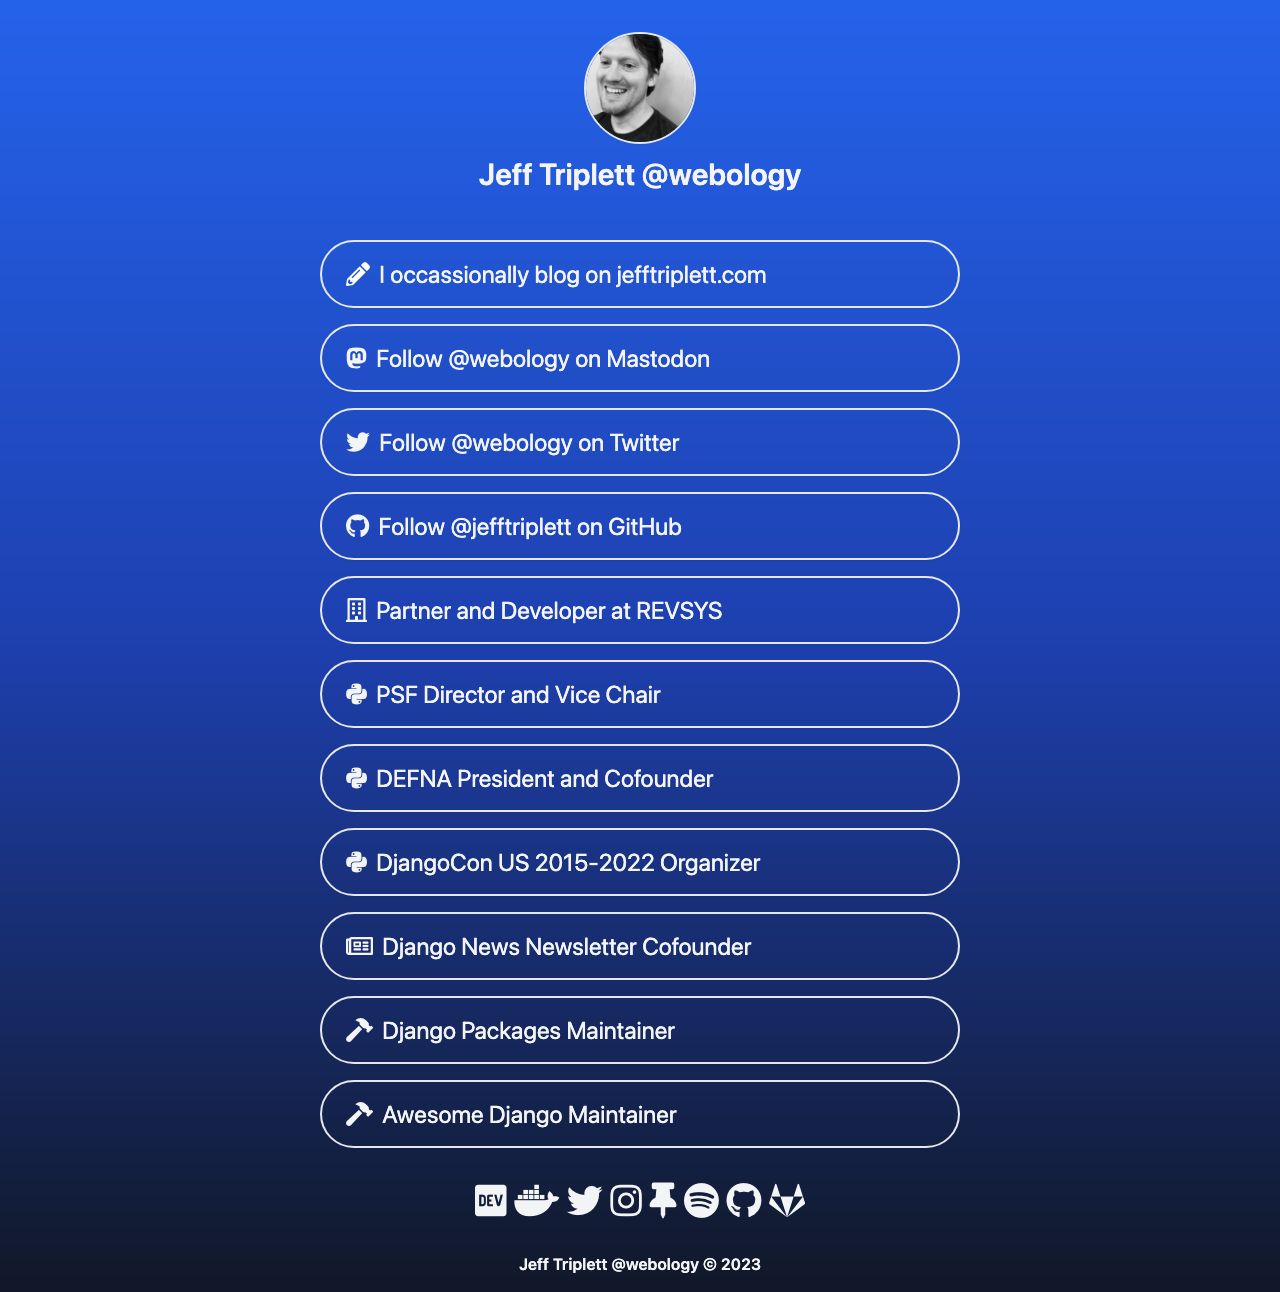 Jeff Triplett @webology
I occassionally blog on jefftriplett.com
Follow @webology on Mastodon
Follow @webology on Twitter
Follow @jefftriplett on GitHub
Partner and Developer at REVSYS
PSF Director and Vice Chair
DEFNA President and Cofounder
DjangoCon US 2015-2022 Organizer
Django News Newsletter Cofounder
Django Packages Maintainer
Awesome Django Maintainer
DEV
Jeff Triplett @webology © 2023